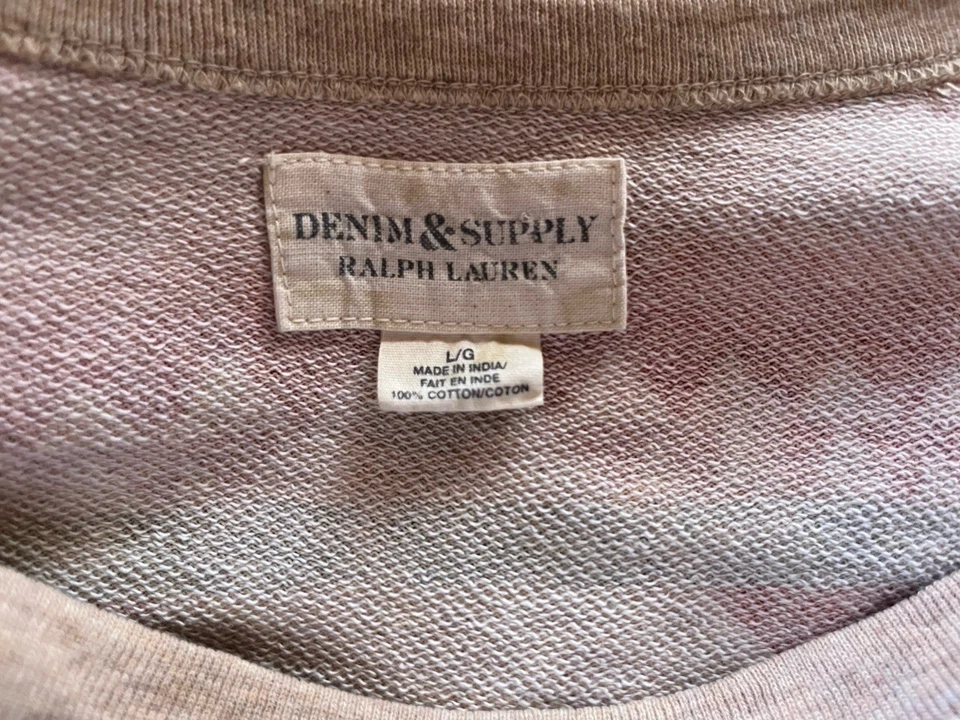 DENIM & SUPPLY
RALPH LAUREN
L/G
MADE IN INDIA/
FAIT EN INDE
100% COTTON/COTON